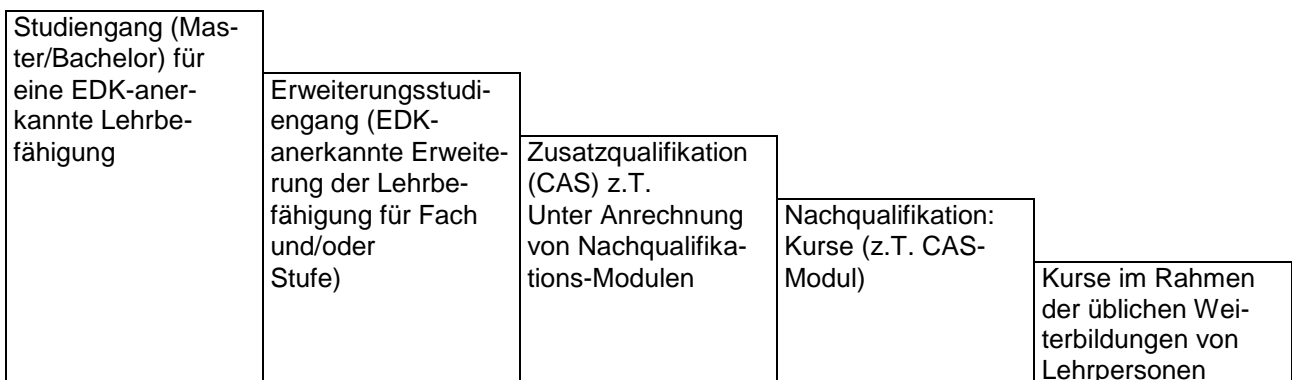 Studiengang (Mas-
ter/Bachelor) für
eine EDK-aner-
kannte Lehrbe-
fähigung
Erweiterungsstudi-
engang (EDK-
anerkannte Erweite-
rung der Lehrbe-
fähigung für Fach
und/oder
Stufe)
Zusatzqualifikation
(CAS) z.T.
Unter Anrechnung
von Nachqualifika-
tions-Modulen
Nachqualifikation:
Kurse (z.T. CAS-
Modul)
Kurse im Rahmen
der üblichen Wei-
terbildungen von
Lehrpersonen